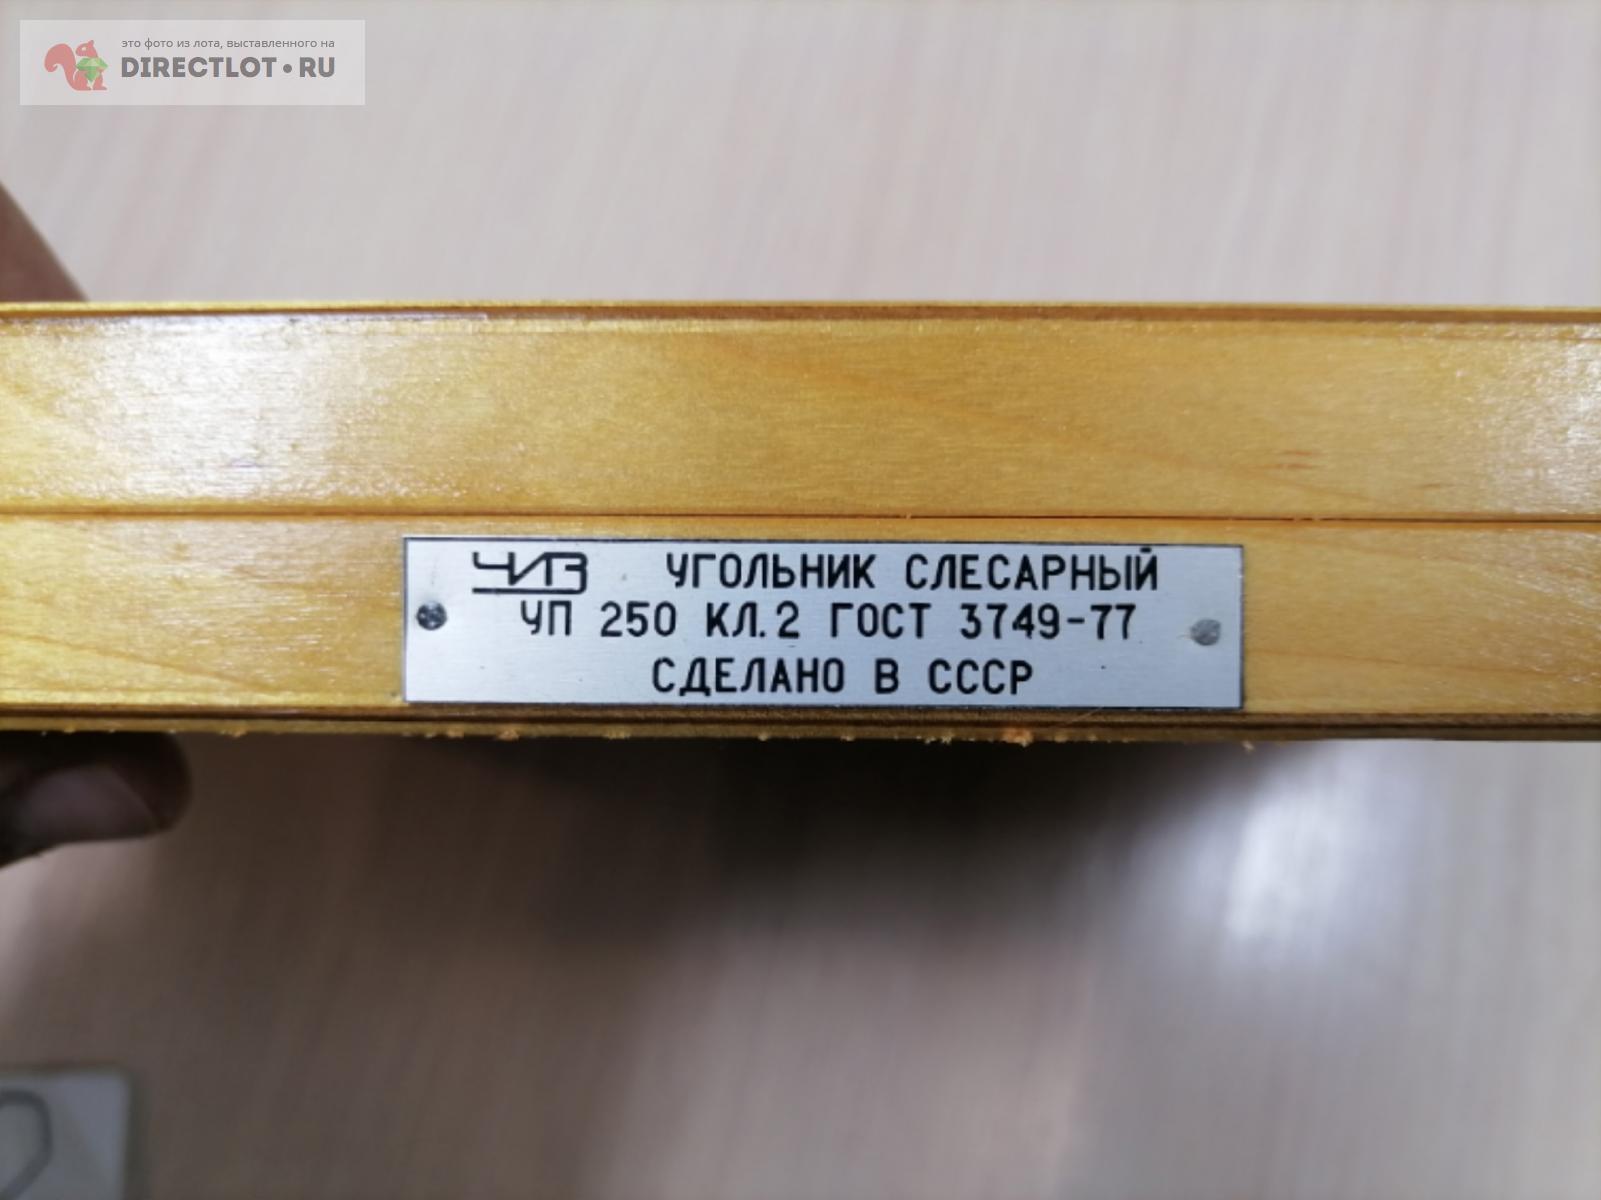 это фото из лота, выставленного на
DIRECTLOT•RU
ЧИЗ УГОЛЬНИК СЛЕСАРНЫЙ
УП 250 КЛ.2 ГОСТ 3749-77
СДЕЛАНО В СССР